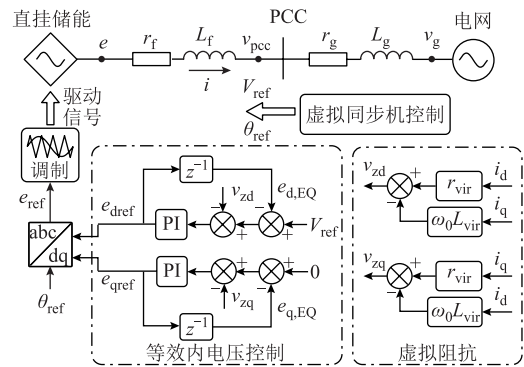 直挂储能
e
r_f
L_f
v_pcc
PCC
r_g
L_g
v_g
电网
i
V_ref
θ_ref
虚拟同步机控制
驱动
信号
调制
e_ref
abc
dq
θ_ref
z^{-1}
e_dref
PI
v_zd
−
+
−
+
e_d,EQ
V_ref
e_qref
PI
v_zq
−
+
−
+
e_q,EQ
0
z^{-1}
等效内电压控制
v_zd
+
−
r_vir
i_d
ω_0L_vir
i_q
v_zq
+
−
r_vir
i_q
ω_0L_vir
i_d
虚拟阻抗